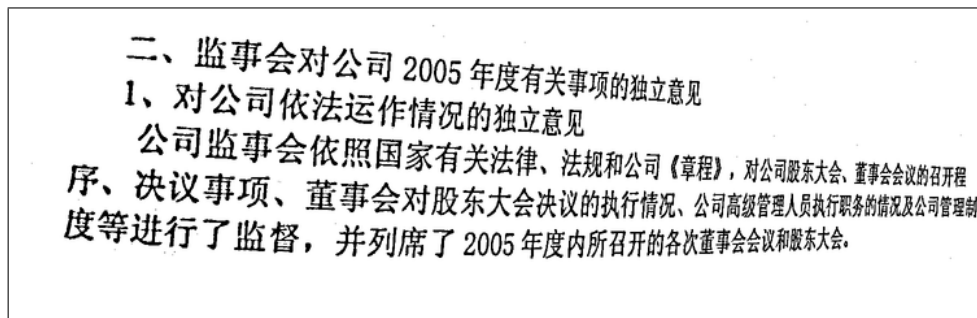 二、监事会对公司 2005 年度有关事项的独立意见
1、对公司依法运作情况的独立意见
公司监事会依照国家有关法律、法规和公司《章程》，对公司股东大会、董事会会议的召开程
序、决议事项、董事会对股东大会决议的执行情况、公司高级管理人员执行职务的情况及公司管理制
度等进行了监督，并列席了 2005 年度内所召开的各次董事会会议和股东大会。